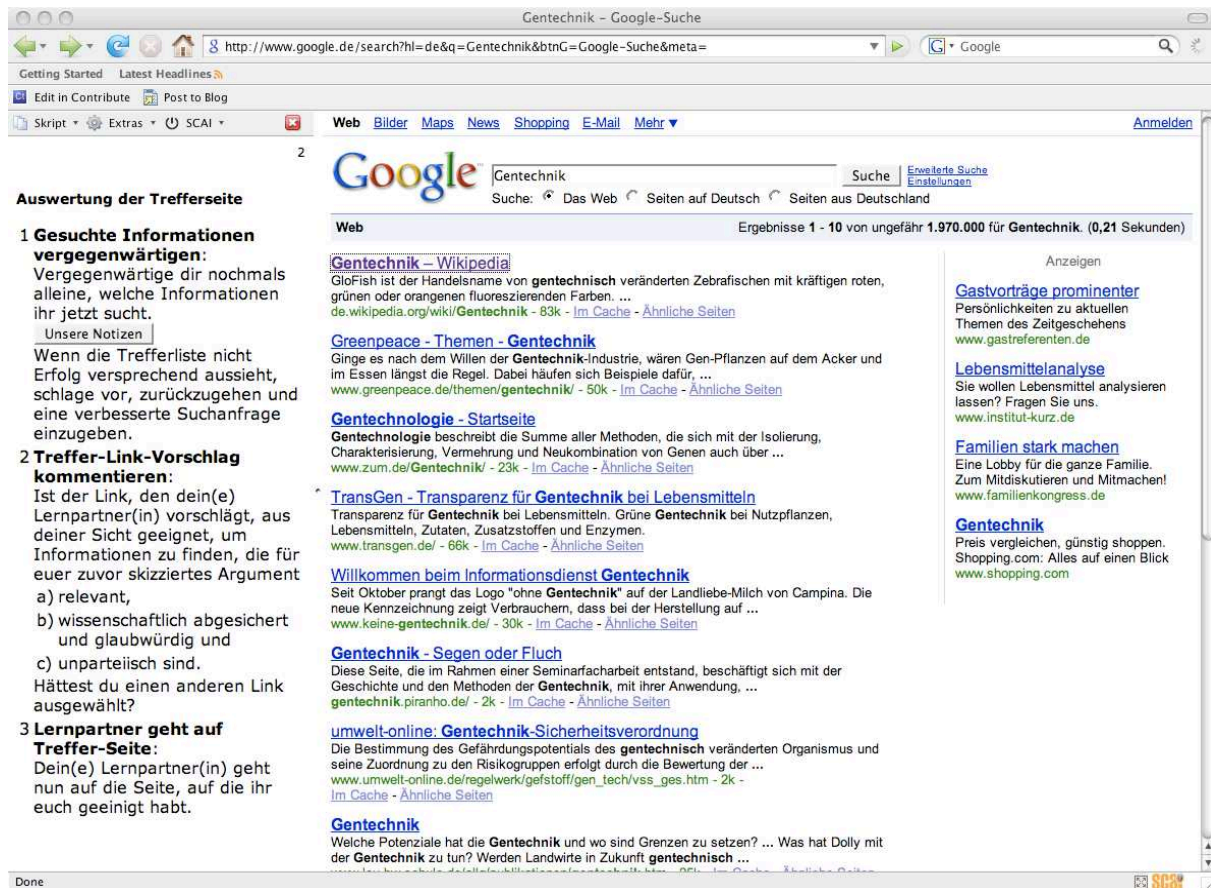 Gentechnik – Google-Suche
http://www.google.de/search?hl=de&q=Gentechnik&btnG=Google-Suche&meta=
Google
Getting Started Latest Headlines
Edit in Contribute Post to Blog
Skript Extras SCAI
2
Auswertung der Trefferseite
1 Gesuchte Informationen
vergegenwärtigen:
Vergegenwärtige dir nochmals
alleine, welche Informationen
ihr jetzt sucht.
Unsere Notizen
Wenn die Trefferliste nicht
Erfolg versprechend aussieht,
schlage vor, zurückzugehen und
eine verbesserte Suchanfrage
einzugeben.
2 Treffer-Link-Vorschlag
kommentieren:
Ist der Link, den dein(e)
Lernpartner(in) vorschlägt, aus
deiner Sicht geeignet, um
Informationen zu finden, die für
euer zuvor skizziertes Argument
a) relevant,
b) wissenschaftlich abgesichert
und glaubwürdig und
c) unparteiisch sind.
Hättest du einen anderen Link
ausgewählt?
3 Lernpartner geht auf
Treffer-Seite:
Dein(e) Lernpartner(in) geht
nun auf die Seite, auf die ihr
euch geeinigt habt.
Web Bilder Maps News Shopping E-Mail Mehr ▼ Anmelden
Google Gentechnik Suche Erweiterte Suche
Einstellungen
Suche: Das Web Seiten auf Deutsch Seiten aus Deutschland
Web Ergebnisse 1 - 10 von ungefähr 1.970.000 für Gentechnik. (0,21 Sekunden)
Gentechnik – Wikipedia
GloFish ist der Handelsname von gentechnisch veränderten Zebrafischen mit kräftigen roten,
grünen oder orangenen fluoreszierenden Farben. ...
de.wikipedia.org/wiki/Gentechnik - 83k - Im Cache - Ähnliche Seiten
Greenpeace - Themen - Gentechnik
Ginge es nach dem Willen der Gentechnik-Industrie, wären Gen-Pflanzen auf dem Acker und
im Essen längst die Regel. Dabei häufen sich Beispiele dafür, ...
www.greenpeace.de/themen/gentechnik/ - 50k - Im Cache - Ähnliche Seiten
Gentechnologie - Startseite
Gentechnologie beschreibt die Summe aller Methoden, die sich mit der Isolierung,
Charakterisierung, Vermehrung und Neukombination von Genen auch über ...
www.zum.de/Gentechnik/ - 23k - Im Cache - Ähnliche Seiten
TransGen - Transparenz für Gentechnik bei Lebensmitteln
Transparenz für Gentechnik bei Lebensmitteln. Grüne Gentechnik bei Nutzpflanzen,
Lebensmitteln, Zutaten, Zusatzstoffen und Enzymen.
www.transgen.de/ - 66k - Im Cache - Ähnliche Seiten
Willkommen beim Informationsdienst Gentechnik
Seit Oktober prangt das Logo "ohne Gentechnik" auf der Landliebe-Milch von Campina. Die
neue Kennzeichnung zeigt Verbrauchern, dass bei der Herstellung auf ...
www.keine-gentechnik.de/ - 30k - Im Cache - Ähnliche Seiten
Gentechnik - Segen oder Fluch
Diese Seite, die im Rahmen einer Seminarfacharbeit entstand, beschäftigt sich mit der
Geschichte und den Methoden der Gentechnik, mit ihrer Anwendung, ...
gentechnik.piranho.de/ - 2k - Im Cache - Ähnliche Seiten
umwelt-online: Gentechnik-Sicherheitsverordnung
Die Bestimmung des Gefährdungspotentials des gentechnisch veränderten Organismus und
seine Zuordnung zu den Risikogruppen erfolgt durch die Bewertung der ...
www.umwelt-online.de/regelwerk/gefstoff/gen_tech/vss_ges.htm - 2k -
Im Cache - Ähnliche Seiten
Gentechnik
Welche Potenziale hat die Gentechnik und wo sind Grenzen zu setzen? ... Was hat Dolly mit
der Gentechnik zu tun? Werden Landwirte in Zukunft gentechnisch ...
Anzeigen
Gastvorträge prominenter
Persönlichkeiten zu aktuellen
Themen des Zeitgeschehens
www.gastreferenten.de
Lebensmittelanalyse
Sie wollen Lebensmittel analysieren
lassen? Fragen Sie uns.
www.institut-kurz.de
Familien stark machen
Eine Lobby für die ganze Familie.
Zum Mitdiskutieren und Mitmachen!
www.familienkongress.de
Gentechnik
Preis vergleichen, günstig shoppen.
Shopping.com: Alles auf einen Blick
www.shopping.com
Done